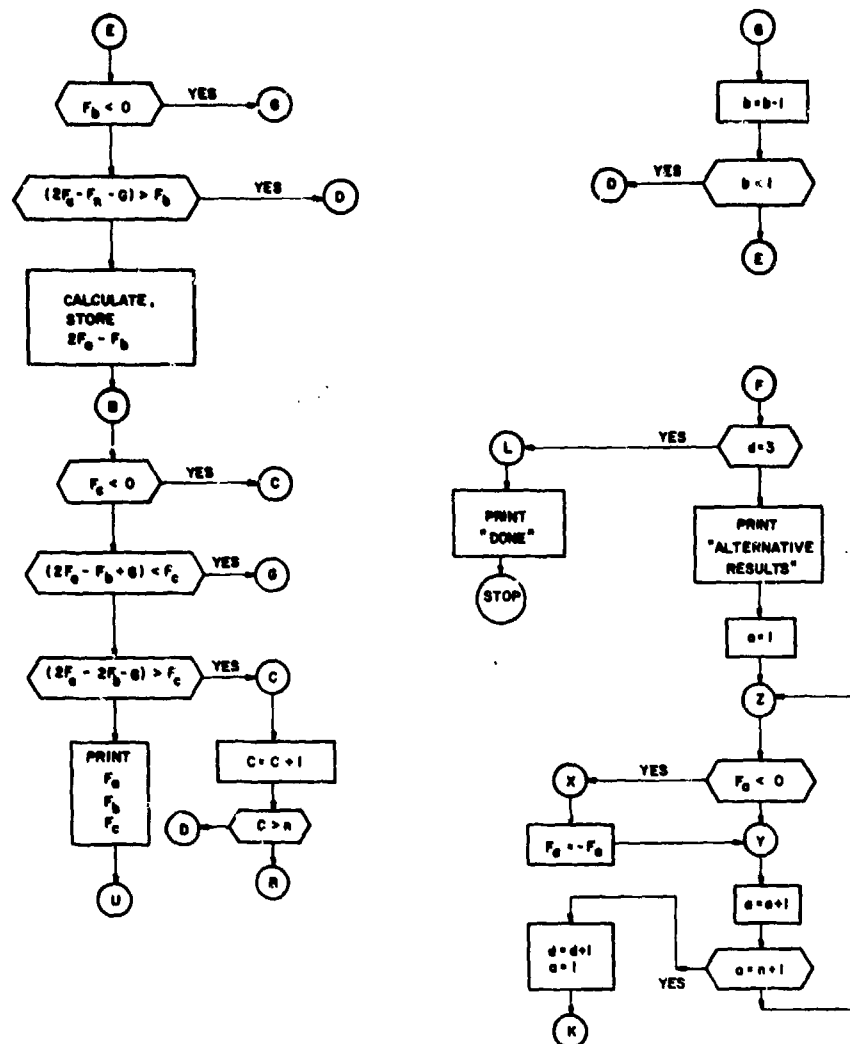 E
F_b < 0
YES
G
(2F_a - F_n - G) > F_b
YES
D
CALCULATE,
STORE
2F_a - F_b
B
F_c < 0
YES
C
(2F_a - F_b + G) < F_c
YES
G
(2F_a - 2F_b - G) > F_c
YES
C
PRINT
F_a
F_b
F_c
U
C = C + 1
C > n
D
R
G
b = b-1
b < 1
YES
D
E
F
d = 3
YES
L
PRINT
"DONE"
STOP
PRINT
"ALTERNATIVE
RESULTS"
a = 1
Z
F_a < 0
YES
X
F_a = -F_a
Y
a = a+1
a = n+1
YES
d = d+1
a = 1
K